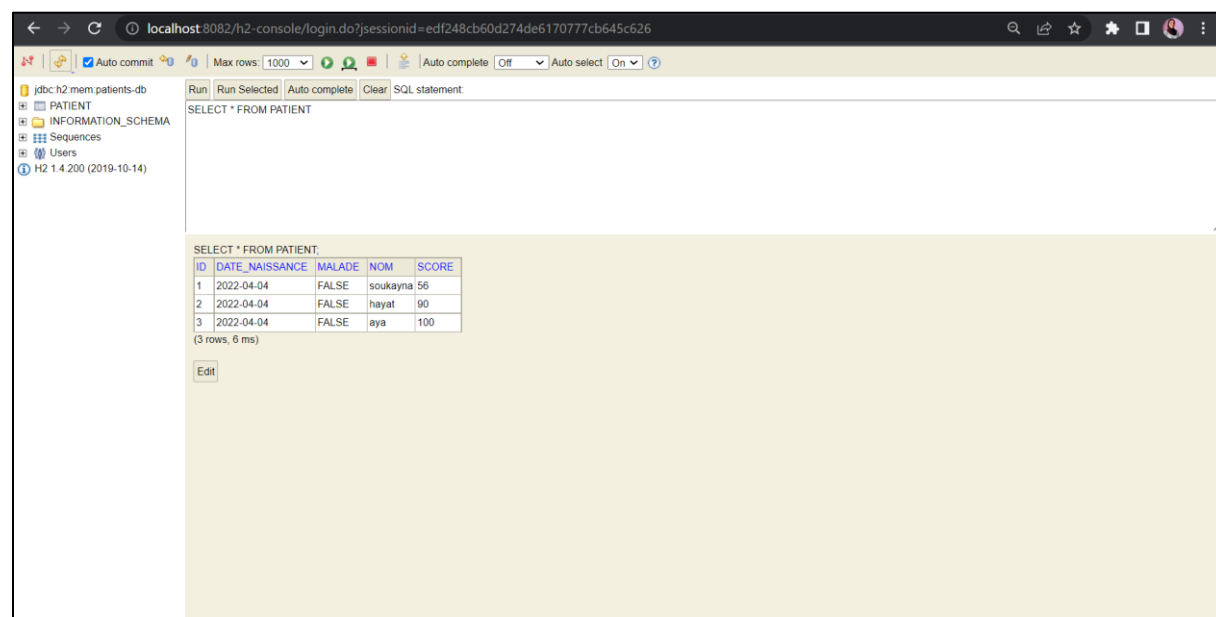 localhost:8082/h2-console/login.do?jsessionid=edf248cb60d274de6170777cb645c626
Auto commit Max rows: 1000 Auto complete Off Auto select On
jdbc:h2:mem:patients-db
PATIENT
INFORMATION_SCHEMA
Sequences
Users
H2 1.4.200 (2019-10-14)
Run Run Selected Auto complete Clear SQL statement:
SELECT * FROM PATIENT
SELECT * FROM PATIENT;
ID DATE_NAISSANCE MALADE NOM SCORE
1 2022-04-04 FALSE soukayna 56
2 2022-04-04 FALSE hayat 90
3 2022-04-04 FALSE aya 100
(3 rows, 6 ms)
Edit